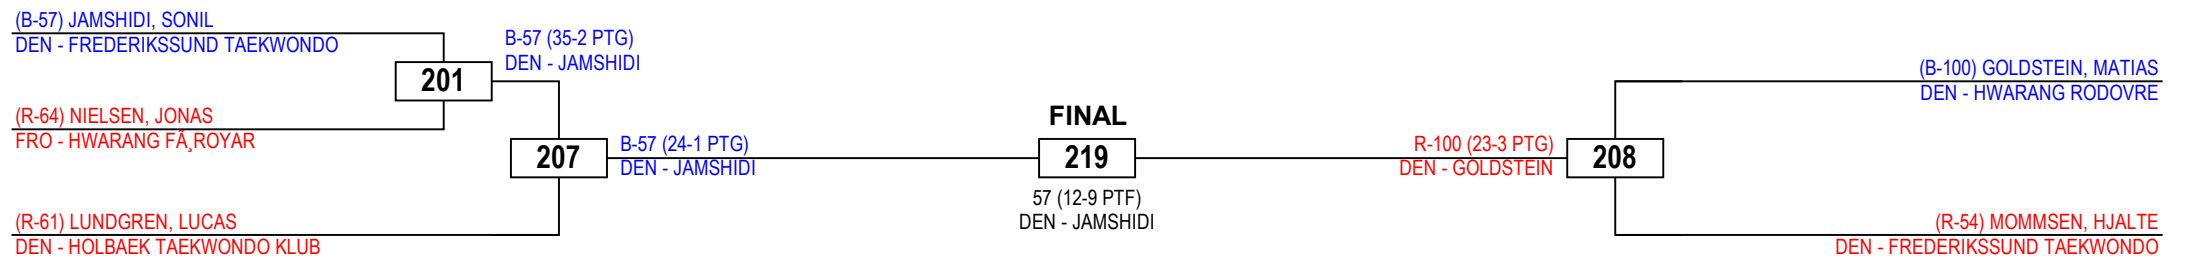 (B-57) JAMSHIDI, SONIL
DEN - FREDERIKSSUND TAEKWONDO
B-57 (35-2 PTG)
DEN - JAMSHIDI
201
(R-64) NIELSEN, JONAS
FRO - HWARANG FÃ¸ROYAR
207
B-57 (24-1 PTG)
DEN - JAMSHIDI
(R-61) LUNDGREN, LUCAS
DEN - HOLBAEK TAEKWONDO KLUB
FINAL
219
57 (12-9 PTF)
DEN - JAMSHIDI
R-100 (23-3 PTG)
DEN - GOLDSTEIN
208
(B-100) GOLDSTEIN, MATIAS
DEN - HWARANG RODOVRE
(R-54) MOMMSEN, HJALTE
DEN - FREDERIKSSUND TAEKWONDO